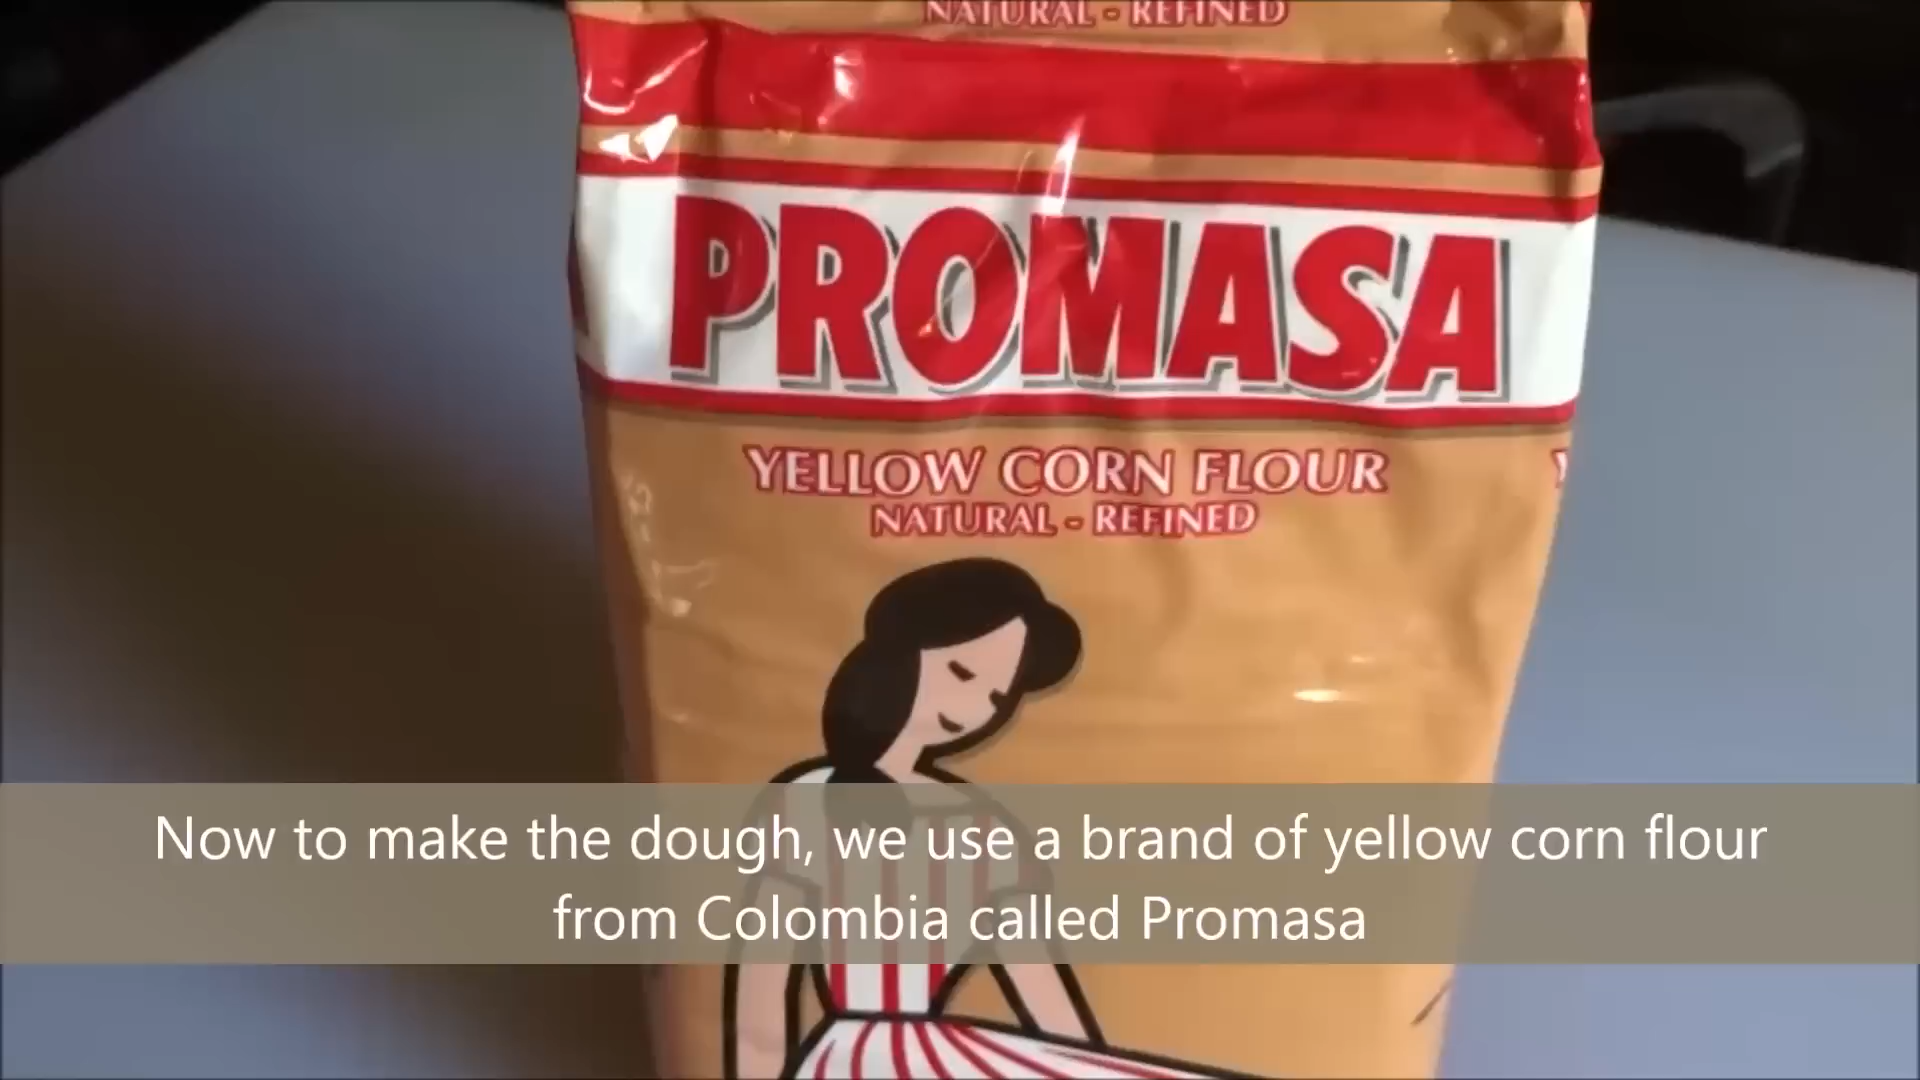 NATURAL - REFINED
PROMASA
YELLOW CORN FLOUR
NATURAL - REFINED
Now to make the dough, we use a brand of yellow corn flour
from Colombia called Promasa